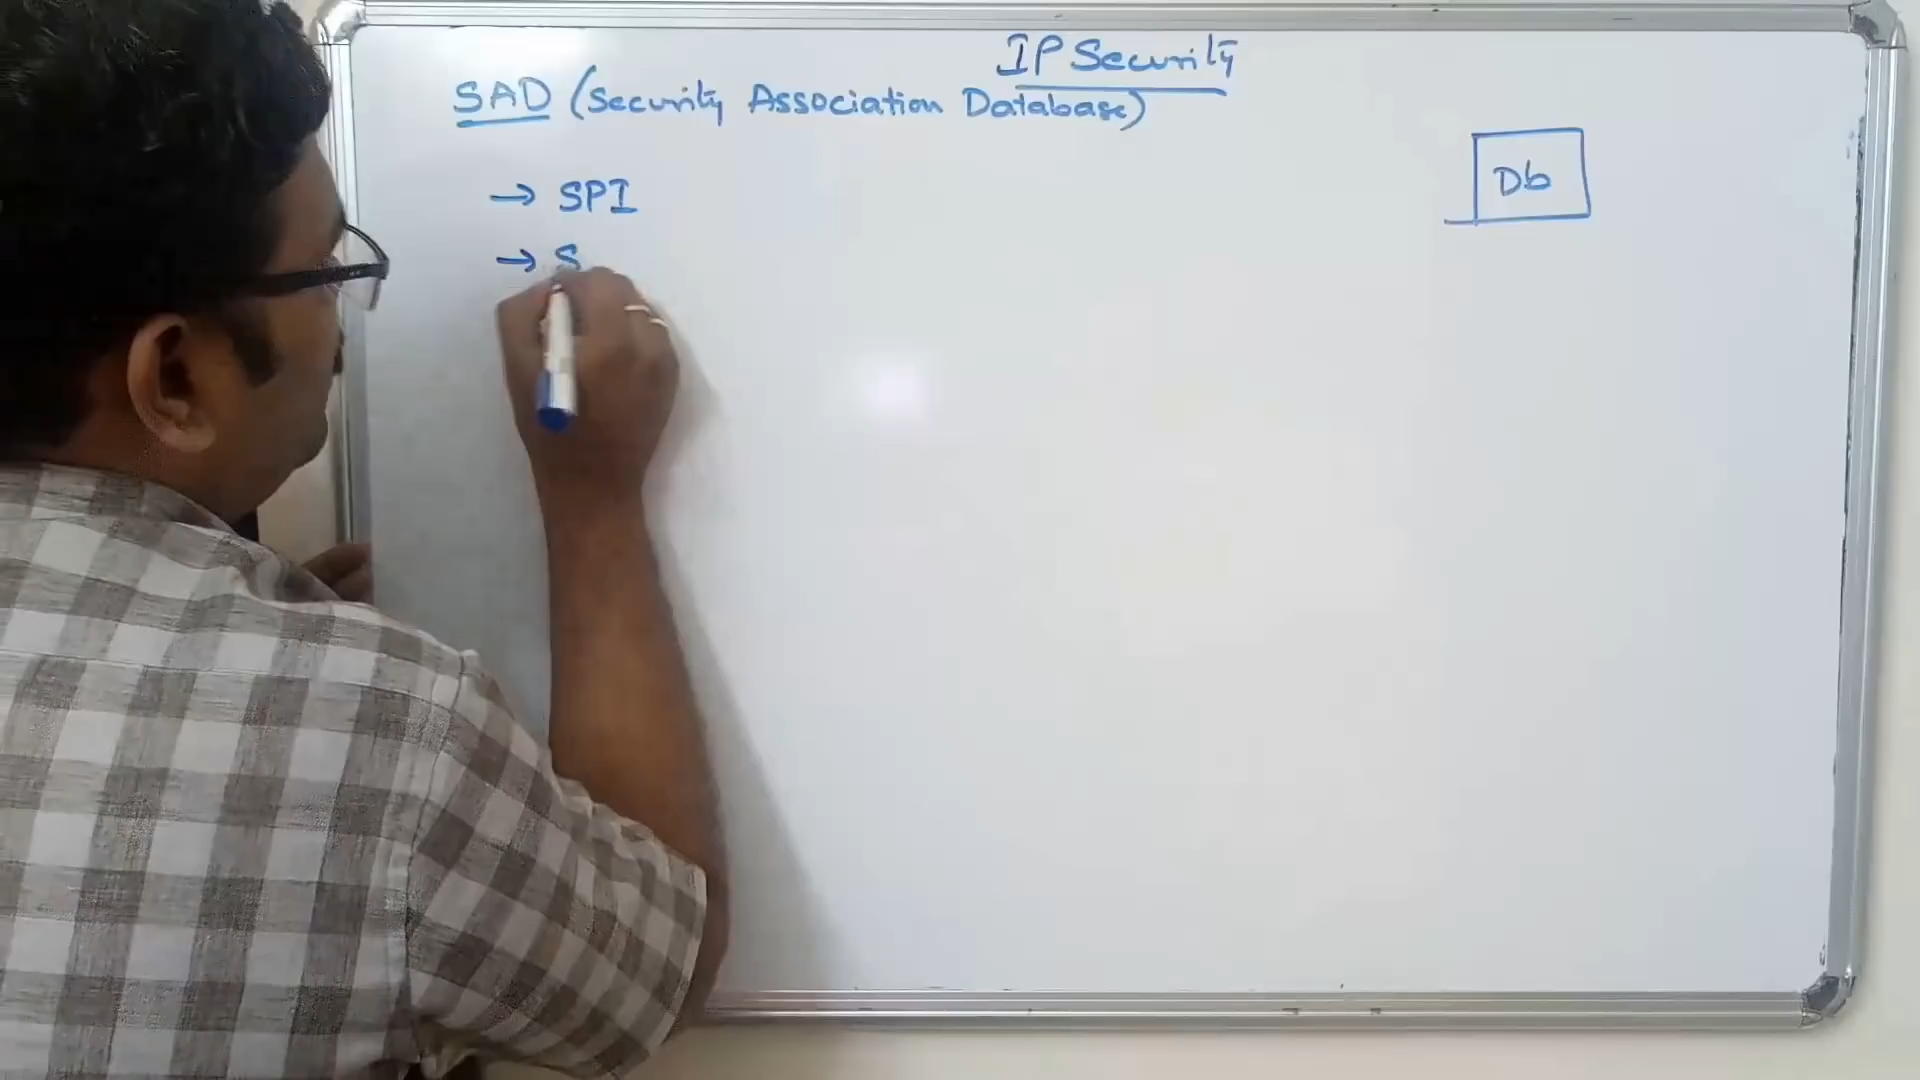 IP Security
SAD (Security Association Database)
Db
→ SPI
→ S